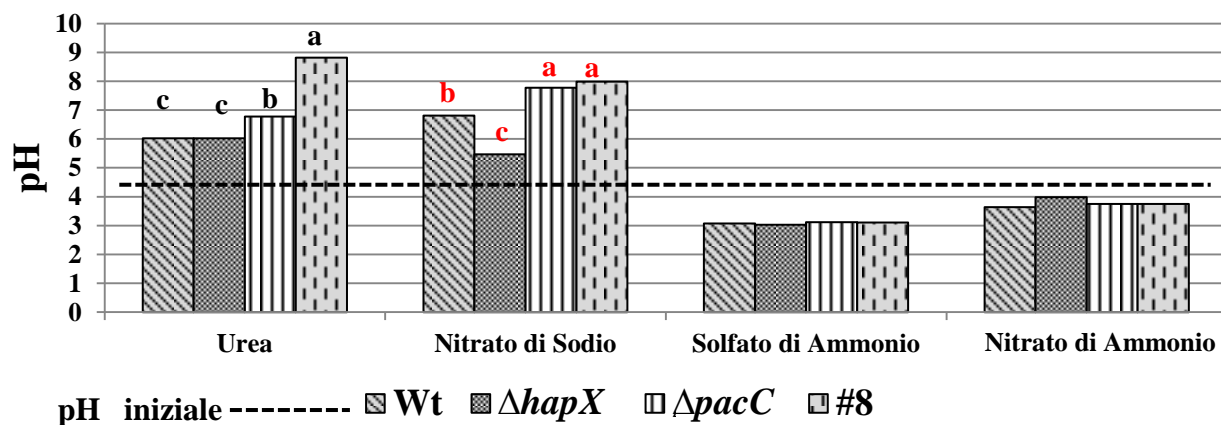 10
9
8
7
6
5
4
3
2
1
0
pH
c c b a
b c a a
Urea Nitrato di Sodio Solfato di Ammonio Nitrato di Ammonio
pH iniziale Wt ΔhapX ΔpacC #8